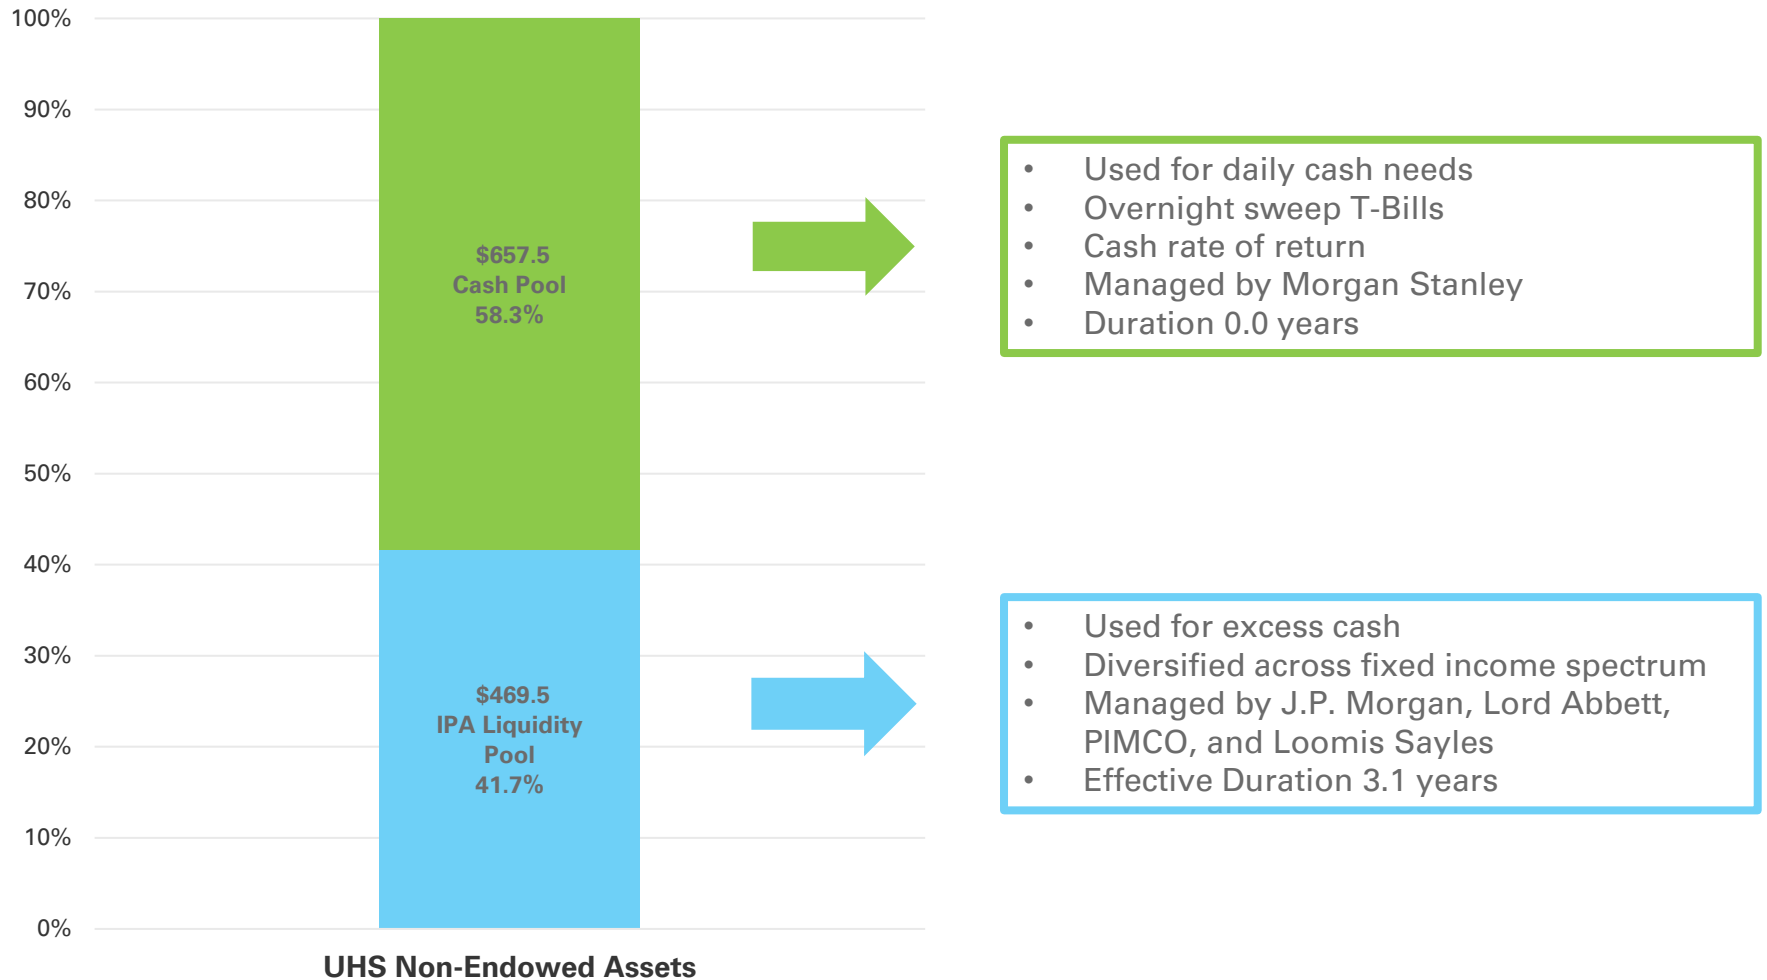 100%
90%
80%
70%
60%
50%
40%
30%
20%
10%
0%
$657.5
Cash Pool
58.3%
$469.5
IPA Liquidity
Pool
41.7%
UHS Non-Endowed Assets
• Used for daily cash needs
• Overnight sweep T-Bills
• Cash rate of return
• Managed by Morgan Stanley
• Duration 0.0 years
• Used for excess cash
• Diversified across fixed income spectrum
• Managed by J.P. Morgan, Lord Abbett,
PIMCO, and Loomis Sayles
• Effective Duration 3.1 years